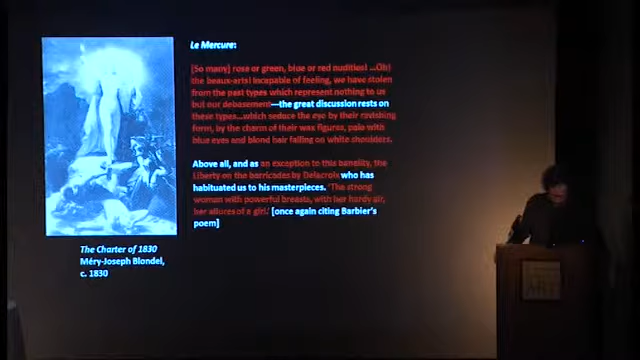 Le Mercure:
[So many] rose or green, blue or red nudities! ...Oh!
the beaux-arts! Incapable of feeling, we have stolen
from the past types which represent nothing to us
but our debasement—the great discussion rests on
these types...which seduce the eye by their ravishing
form, by the charm of their wax figures, pale with
blue eyes and blond hair falling on white shoulders.
Above all, and as an exception to this banality, the
Liberty on the barricades by Delacroix who has
habituated us to his masterpieces. 'The strong
woman with powerful breasts, with her hardy air,
her allures of a girl.' [once again citing Barbier's
poem]
The Charter of 1830
Méry-Joseph Blondel,
c. 1830
ART